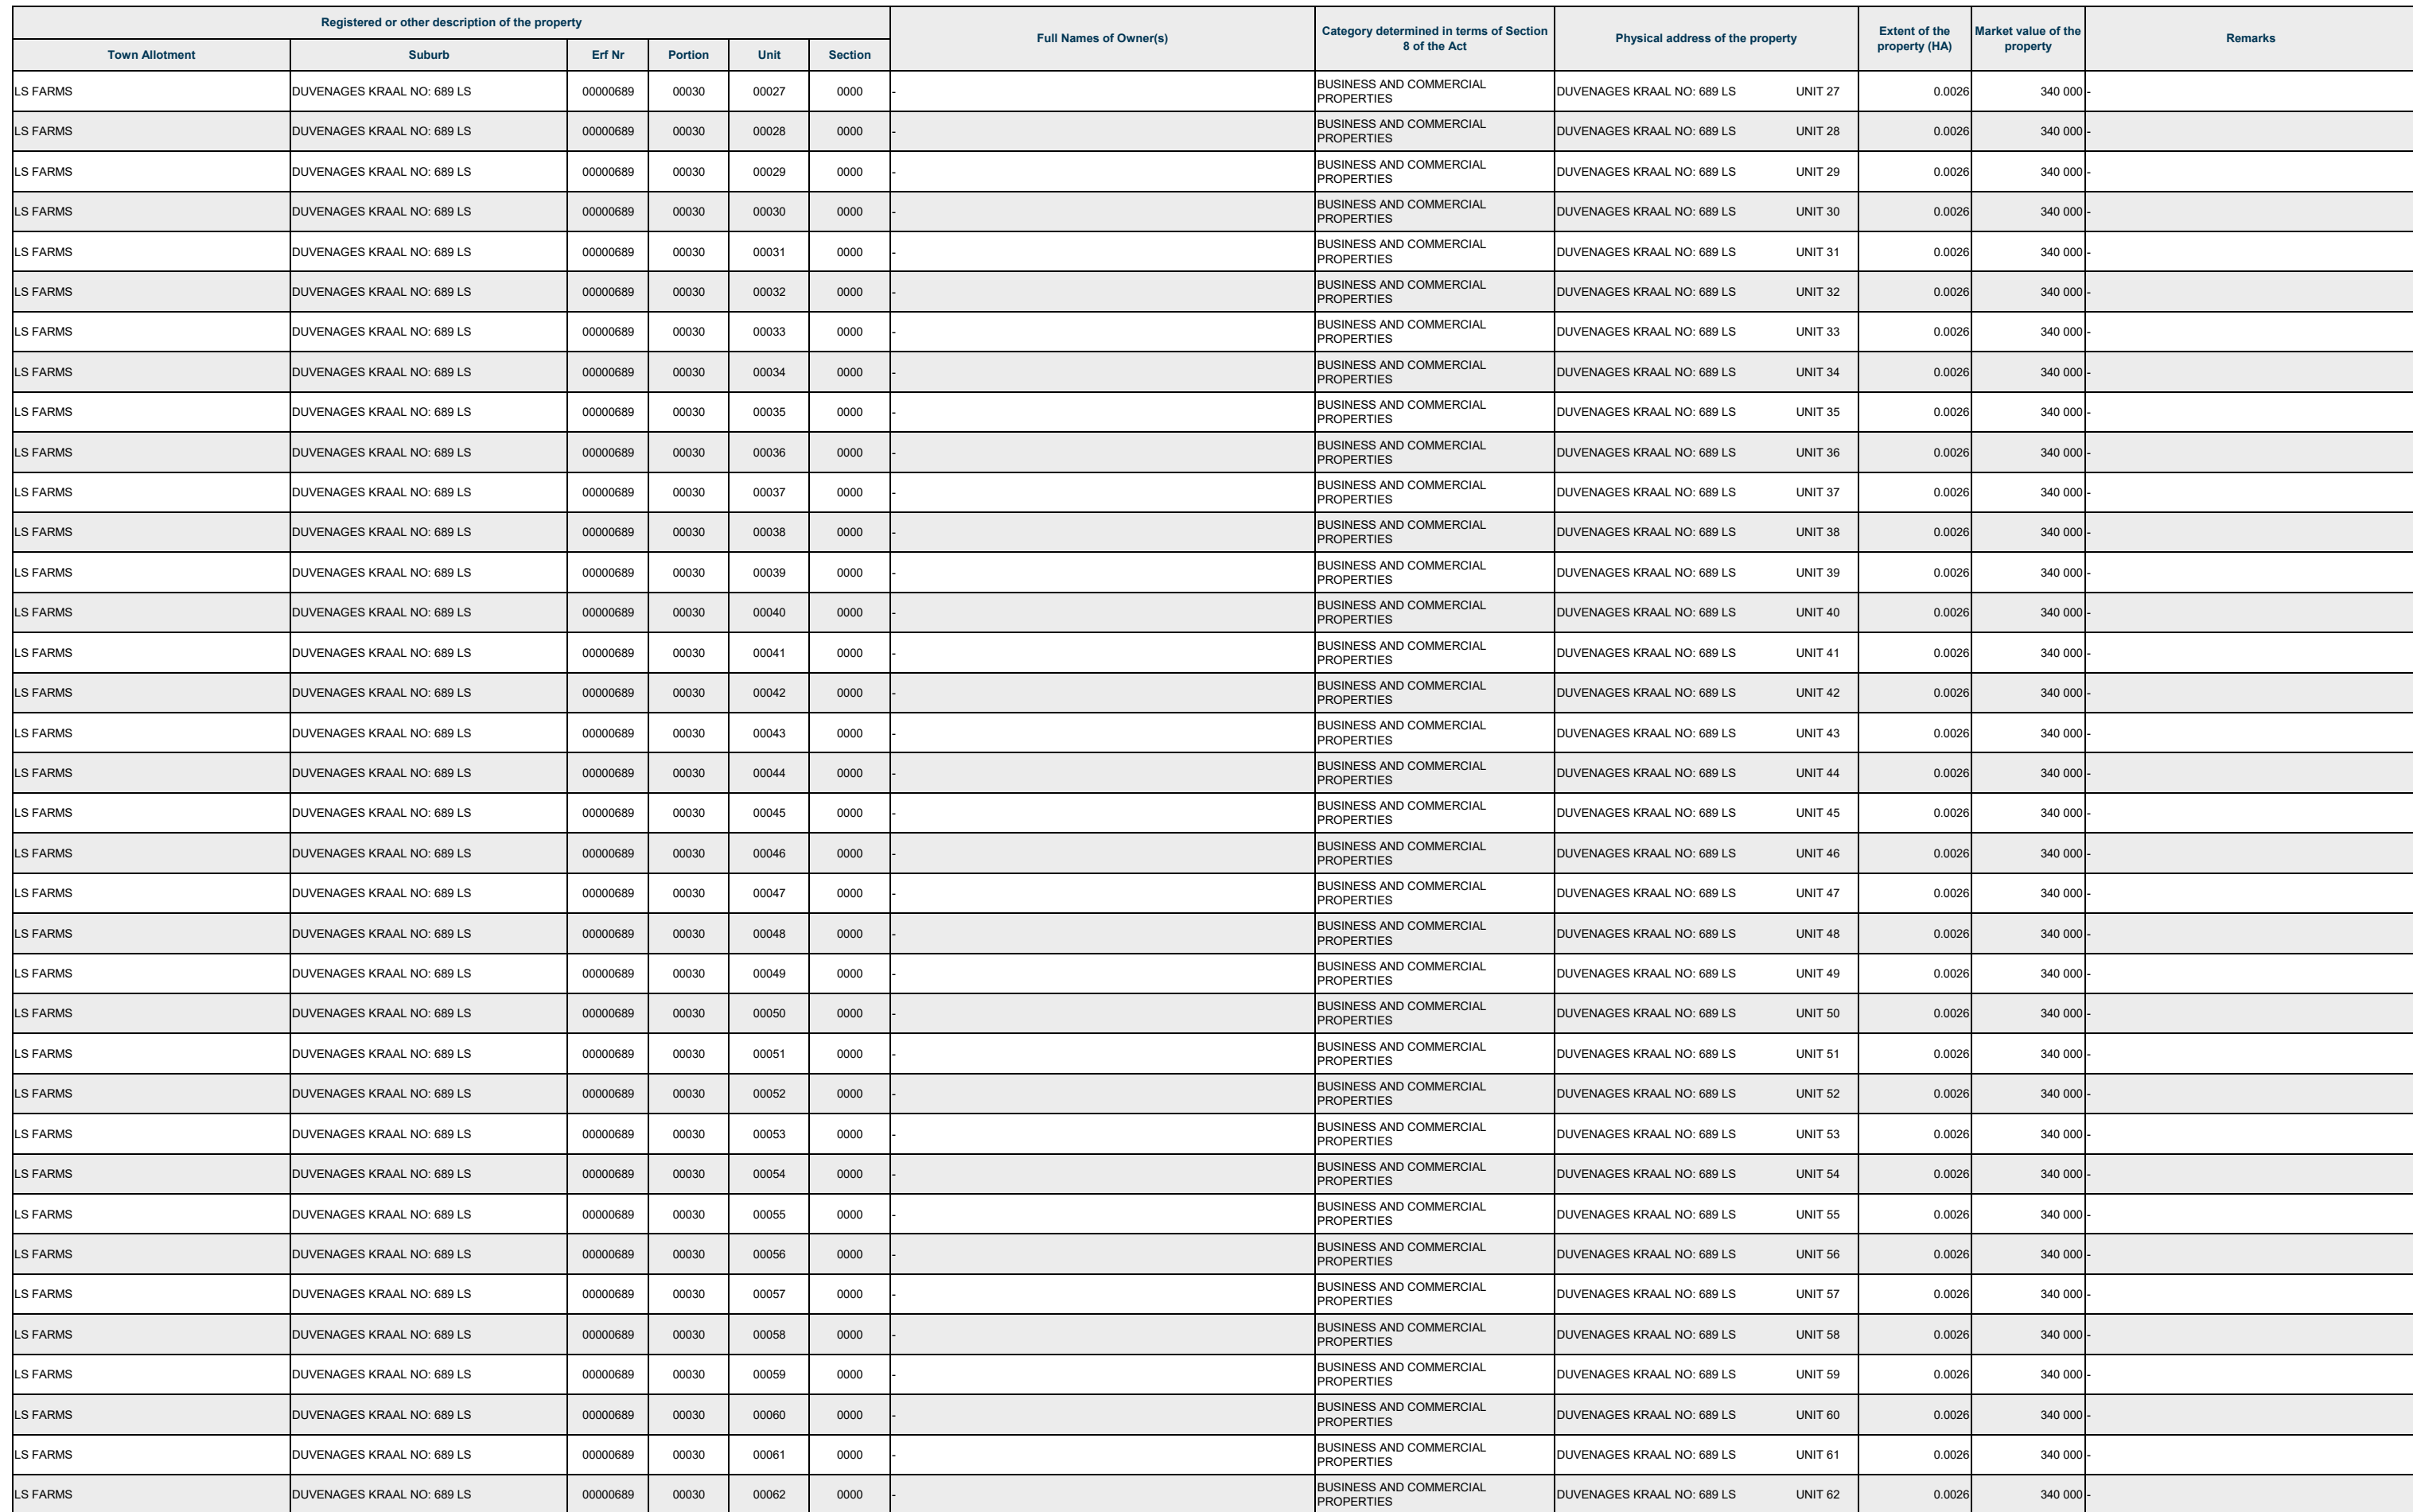 Registered or other description of the property
Full Names of Owner(s)
Category determined in terms of Section
8 of the Act
Physical address of the property
Extent of the
property (HA)
Market value of the
property
Remarks
Town Allotment Suburb Erf Nr Portion Unit Section
LS FARMS DUVENAGES KRAAL NO: 689 LS 00000689 00030 00027 0000 - BUSINESS AND COMMERCIAL
PROPERTIES DUVENAGES KRAAL NO: 689 LS UNIT 27 0.0026 340 000 -
LS FARMS DUVENAGES KRAAL NO: 689 LS 00000689 00030 00028 0000 - BUSINESS AND COMMERCIAL
PROPERTIES DUVENAGES KRAAL NO: 689 LS UNIT 28 0.0026 340 000 -
LS FARMS DUVENAGES KRAAL NO: 689 LS 00000689 00030 00029 0000 - BUSINESS AND COMMERCIAL
PROPERTIES DUVENAGES KRAAL NO: 689 LS UNIT 29 0.0026 340 000 -
LS FARMS DUVENAGES KRAAL NO: 689 LS 00000689 00030 00030 0000 - BUSINESS AND COMMERCIAL
PROPERTIES DUVENAGES KRAAL NO: 689 LS UNIT 30 0.0026 340 000 -
LS FARMS DUVENAGES KRAAL NO: 689 LS 00000689 00030 00031 0000 - BUSINESS AND COMMERCIAL
PROPERTIES DUVENAGES KRAAL NO: 689 LS UNIT 31 0.0026 340 000 -
LS FARMS DUVENAGES KRAAL NO: 689 LS 00000689 00030 00032 0000 - BUSINESS AND COMMERCIAL
PROPERTIES DUVENAGES KRAAL NO: 689 LS UNIT 32 0.0026 340 000 -
LS FARMS DUVENAGES KRAAL NO: 689 LS 00000689 00030 00033 0000 - BUSINESS AND COMMERCIAL
PROPERTIES DUVENAGES KRAAL NO: 689 LS UNIT 33 0.0026 340 000 -
LS FARMS DUVENAGES KRAAL NO: 689 LS 00000689 00030 00034 0000 - BUSINESS AND COMMERCIAL
PROPERTIES DUVENAGES KRAAL NO: 689 LS UNIT 34 0.0026 340 000 -
LS FARMS DUVENAGES KRAAL NO: 689 LS 00000689 00030 00035 0000 - BUSINESS AND COMMERCIAL
PROPERTIES DUVENAGES KRAAL NO: 689 LS UNIT 35 0.0026 340 000 -
LS FARMS DUVENAGES KRAAL NO: 689 LS 00000689 00030 00036 0000 - BUSINESS AND COMMERCIAL
PROPERTIES DUVENAGES KRAAL NO: 689 LS UNIT 36 0.0026 340 000 -
LS FARMS DUVENAGES KRAAL NO: 689 LS 00000689 00030 00037 0000 - BUSINESS AND COMMERCIAL
PROPERTIES DUVENAGES KRAAL NO: 689 LS UNIT 37 0.0026 340 000 -
LS FARMS DUVENAGES KRAAL NO: 689 LS 00000689 00030 00038 0000 - BUSINESS AND COMMERCIAL
PROPERTIES DUVENAGES KRAAL NO: 689 LS UNIT 38 0.0026 340 000 -
LS FARMS DUVENAGES KRAAL NO: 689 LS 00000689 00030 00039 0000 - BUSINESS AND COMMERCIAL
PROPERTIES DUVENAGES KRAAL NO: 689 LS UNIT 39 0.0026 340 000 -
LS FARMS DUVENAGES KRAAL NO: 689 LS 00000689 00030 00040 0000 - BUSINESS AND COMMERCIAL
PROPERTIES DUVENAGES KRAAL NO: 689 LS UNIT 40 0.0026 340 000 -
LS FARMS DUVENAGES KRAAL NO: 689 LS 00000689 00030 00041 0000 - BUSINESS AND COMMERCIAL
PROPERTIES DUVENAGES KRAAL NO: 689 LS UNIT 41 0.0026 340 000 -
LS FARMS DUVENAGES KRAAL NO: 689 LS 00000689 00030 00042 0000 - BUSINESS AND COMMERCIAL
PROPERTIES DUVENAGES KRAAL NO: 689 LS UNIT 42 0.0026 340 000 -
LS FARMS DUVENAGES KRAAL NO: 689 LS 00000689 00030 00043 0000 - BUSINESS AND COMMERCIAL
PROPERTIES DUVENAGES KRAAL NO: 689 LS UNIT 43 0.0026 340 000 -
LS FARMS DUVENAGES KRAAL NO: 689 LS 00000689 00030 00044 0000 - BUSINESS AND COMMERCIAL
PROPERTIES DUVENAGES KRAAL NO: 689 LS UNIT 44 0.0026 340 000 -
LS FARMS DUVENAGES KRAAL NO: 689 LS 00000689 00030 00045 0000 - BUSINESS AND COMMERCIAL
PROPERTIES DUVENAGES KRAAL NO: 689 LS UNIT 45 0.0026 340 000 -
LS FARMS DUVENAGES KRAAL NO: 689 LS 00000689 00030 00046 0000 - BUSINESS AND COMMERCIAL
PROPERTIES DUVENAGES KRAAL NO: 689 LS UNIT 46 0.0026 340 000 -
LS FARMS DUVENAGES KRAAL NO: 689 LS 00000689 00030 00047 0000 - BUSINESS AND COMMERCIAL
PROPERTIES DUVENAGES KRAAL NO: 689 LS UNIT 47 0.0026 340 000 -
LS FARMS DUVENAGES KRAAL NO: 689 LS 00000689 00030 00048 0000 - BUSINESS AND COMMERCIAL
PROPERTIES DUVENAGES KRAAL NO: 689 LS UNIT 48 0.0026 340 000 -
LS FARMS DUVENAGES KRAAL NO: 689 LS 00000689 00030 00049 0000 - BUSINESS AND COMMERCIAL
PROPERTIES DUVENAGES KRAAL NO: 689 LS UNIT 49 0.0026 340 000 -
LS FARMS DUVENAGES KRAAL NO: 689 LS 00000689 00030 00050 0000 - BUSINESS AND COMMERCIAL
PROPERTIES DUVENAGES KRAAL NO: 689 LS UNIT 50 0.0026 340 000 -
LS FARMS DUVENAGES KRAAL NO: 689 LS 00000689 00030 00051 0000 - BUSINESS AND COMMERCIAL
PROPERTIES DUVENAGES KRAAL NO: 689 LS UNIT 51 0.0026 340 000 -
LS FARMS DUVENAGES KRAAL NO: 689 LS 00000689 00030 00052 0000 - BUSINESS AND COMMERCIAL
PROPERTIES DUVENAGES KRAAL NO: 689 LS UNIT 52 0.0026 340 000 -
LS FARMS DUVENAGES KRAAL NO: 689 LS 00000689 00030 00053 0000 - BUSINESS AND COMMERCIAL
PROPERTIES DUVENAGES KRAAL NO: 689 LS UNIT 53 0.0026 340 000 -
LS FARMS DUVENAGES KRAAL NO: 689 LS 00000689 00030 00054 0000 - BUSINESS AND COMMERCIAL
PROPERTIES DUVENAGES KRAAL NO: 689 LS UNIT 54 0.0026 340 000 -
LS FARMS DUVENAGES KRAAL NO: 689 LS 00000689 00030 00055 0000 - BUSINESS AND COMMERCIAL
PROPERTIES DUVENAGES KRAAL NO: 689 LS UNIT 55 0.0026 340 000 -
LS FARMS DUVENAGES KRAAL NO: 689 LS 00000689 00030 00056 0000 - BUSINESS AND COMMERCIAL
PROPERTIES DUVENAGES KRAAL NO: 689 LS UNIT 56 0.0026 340 000 -
LS FARMS DUVENAGES KRAAL NO: 689 LS 00000689 00030 00057 0000 - BUSINESS AND COMMERCIAL
PROPERTIES DUVENAGES KRAAL NO: 689 LS UNIT 57 0.0026 340 000 -
LS FARMS DUVENAGES KRAAL NO: 689 LS 00000689 00030 00058 0000 - BUSINESS AND COMMERCIAL
PROPERTIES DUVENAGES KRAAL NO: 689 LS UNIT 58 0.0026 340 000 -
LS FARMS DUVENAGES KRAAL NO: 689 LS 00000689 00030 00059 0000 - BUSINESS AND COMMERCIAL
PROPERTIES DUVENAGES KRAAL NO: 689 LS UNIT 59 0.0026 340 000 -
LS FARMS DUVENAGES KRAAL NO: 689 LS 00000689 00030 00060 0000 - BUSINESS AND COMMERCIAL
PROPERTIES DUVENAGES KRAAL NO: 689 LS UNIT 60 0.0026 340 000 -
LS FARMS DUVENAGES KRAAL NO: 689 LS 00000689 00030 00061 0000 - BUSINESS AND COMMERCIAL
PROPERTIES DUVENAGES KRAAL NO: 689 LS UNIT 61 0.0026 340 000 -
LS FARMS DUVENAGES KRAAL NO: 689 LS 00000689 00030 00062 0000 - BUSINESS AND COMMERCIAL
PROPERTIES DUVENAGES KRAAL NO: 689 LS UNIT 62 0.0026 340 000 -